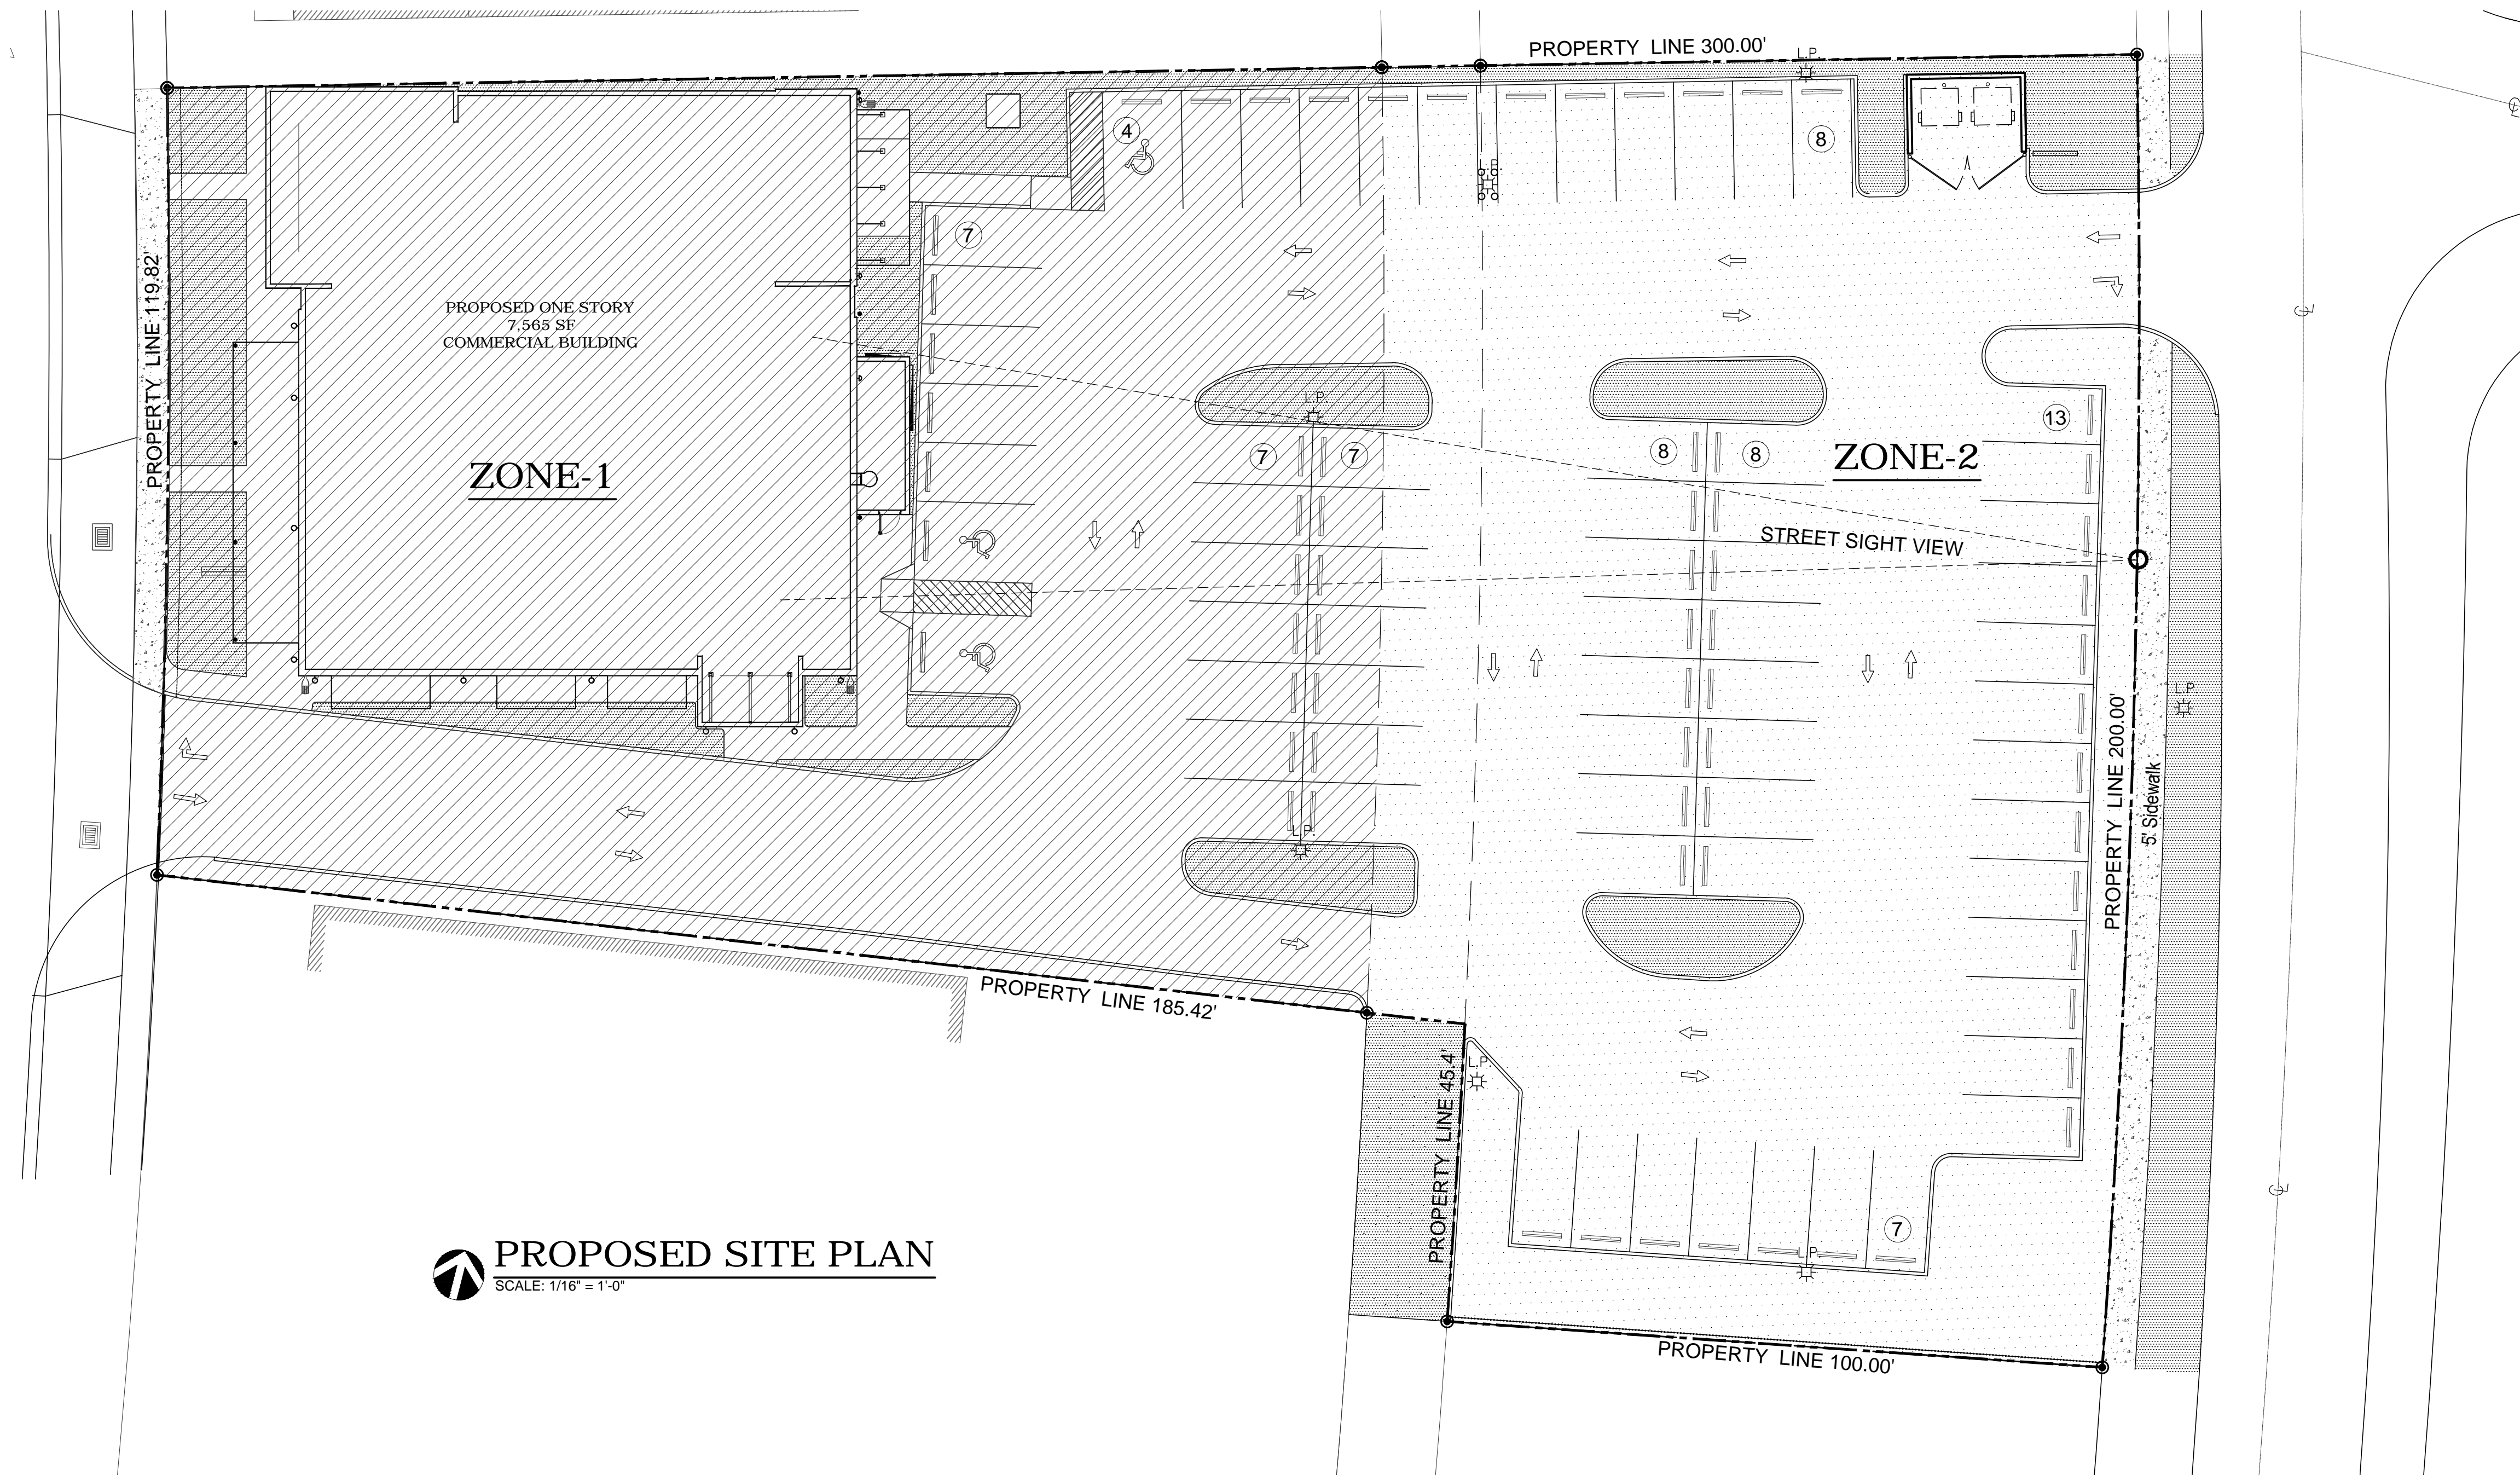 PROPERTY LINE 300.00'
L.P.
4
8
L.P.
7
PROPERTY LINE 119.82'
PROPOSED ONE STORY
7,565 SF
COMMERCIAL BUILDING
L.P.
13
7
7
8
8
ZONE-1
ZONE-2
STREET SIGHT VIEW
L.P.
PROPERTY LINE 200.00'
5' Sidewalk
L.P.
PROPERTY LINE 185.42'
L.P.
PROPERTY LINE 45.4'
7
L.P.
PROPOSED SITE PLAN
SCALE: 1/16" = 1'-0"
PROPERTY LINE 100.00'